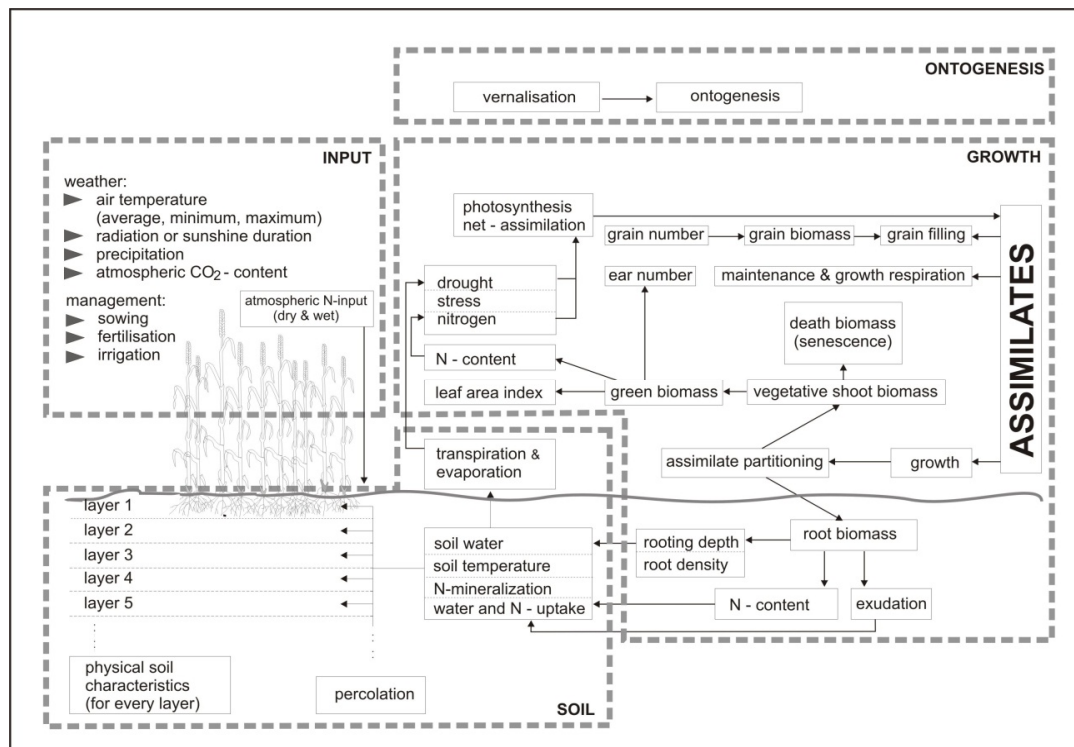 ONTOGENESIS
vernalisation
ontogenesis
INPUT
weather:
air temperature
(average, minimum, maximum)
radiation or sunshine duration
precipitation
atmospheric CO2 - content
management:
sowing
fertilisation
irrigation
atmospheric N-input
(dry & wet)
GROWTH
photosynthesis
net - assimilation
grain number
grain biomass
grain filling
ear number
maintenance & growth respiration
drought
stress
nitrogen
death biomass
(senescence)
N - content
leaf area index
green biomass
vegetative shoot biomass
ASSIMILATES
assimilate partitioning
growth
transpiration &
evaporation
layer 1
layer 2
layer 3
layer 4
layer 5
soil water
soil temperature
N-mineralization
water and N - uptake
rooting depth
root density
root biomass
N - content
exudation
physical soil
characteristics
(for every layer)
percolation
SOIL